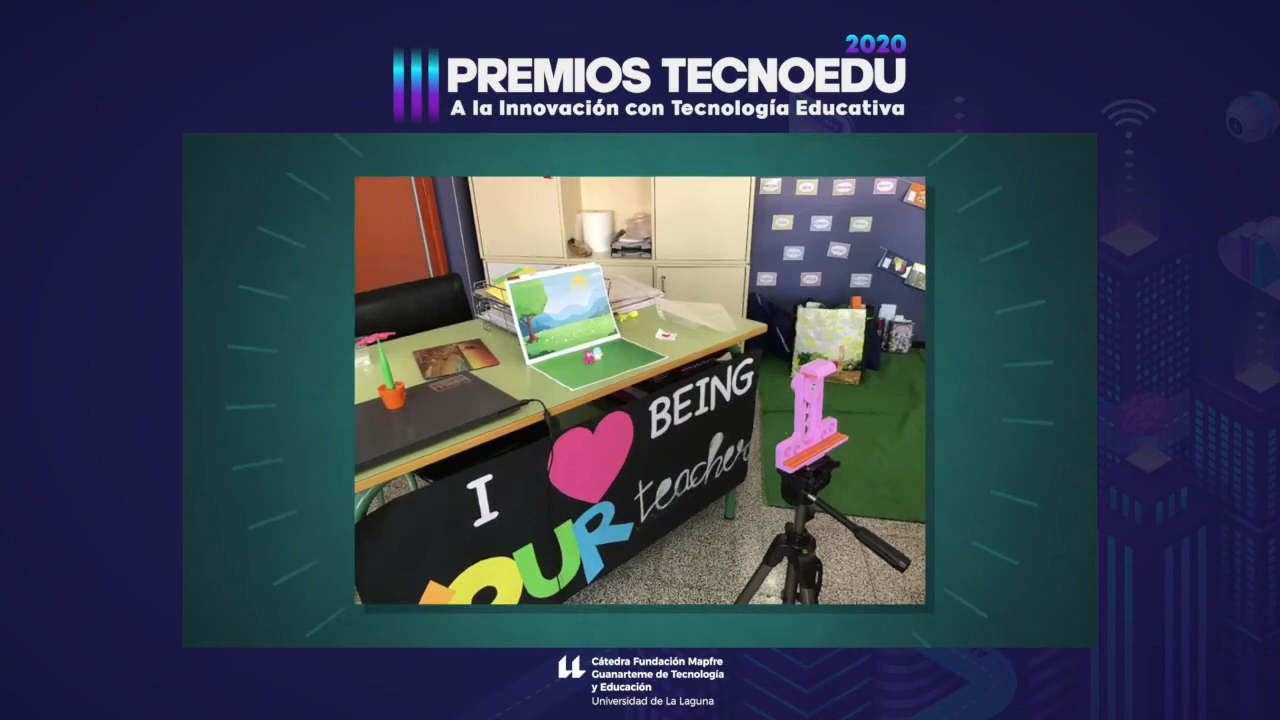 2020
PREMIOS TECNOEDU
A la Innovación con Tecnología Educativa
I ♥ BEING
OUR teacher
Cátedra Fundación Mapfre
Guanarteme de Tecnología
y Educación
Universidad de La Laguna